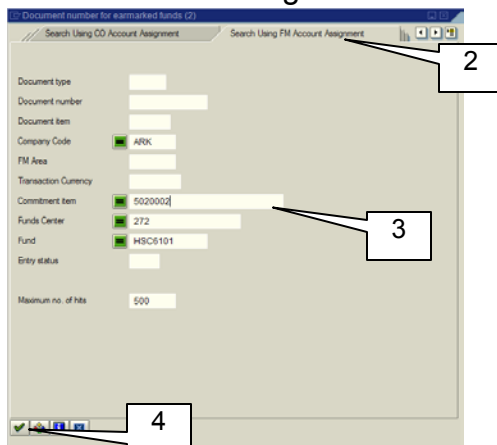 Document number for earmarked funds (2)
Search Using CO Account Assignment
Search Using FM Account Assignment
2
Document type
Document number
Document item
Company Code ARK
FM Area
Transaction Currency
Commitment item 5020002
Funds Center 272
3
Fund HSC6101
Entry status
Maximum no. of hits 500
4